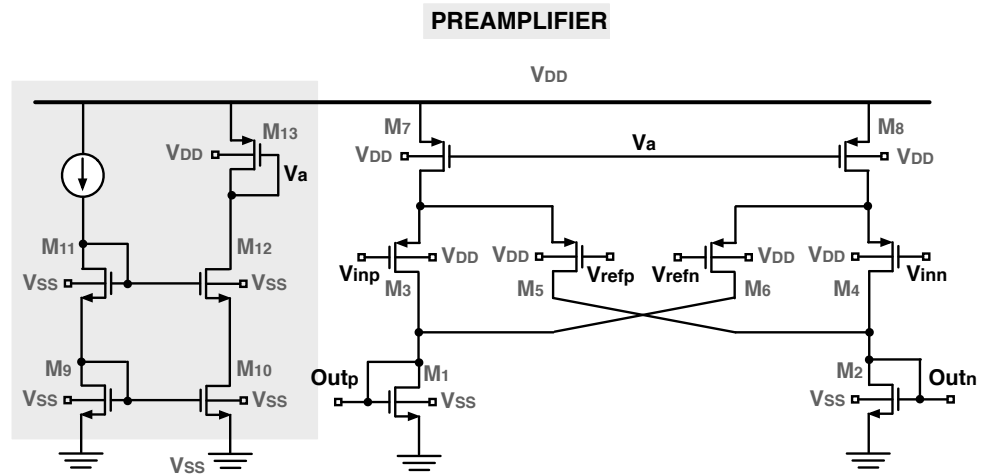 PREAMPLIFIER
VDD
M7
M8
M13
VDD
Va
VDD
Va
VDD
M11
M12
VSS
VSS
Vinp
VDD
M3
VDD
M5
Vrefp
Vrefn
VDD
M6
VDD
M4
Vinn
M9
M10
VSS
VSS
VSS
Outp
M1
VSS
M2
VSS
Outn